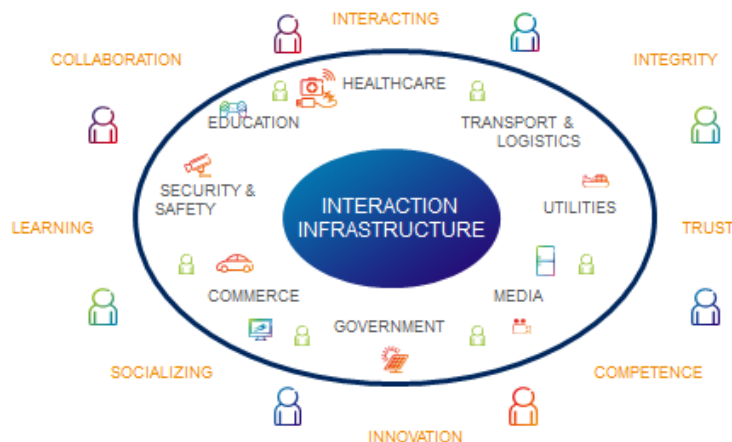 INTERACTING
COLLABORATION
INTEGRITY
HEALTHCARE
EDUCATION
TRANSPORT &
LOGISTICS
SECURITY &
SAFETY
INTERACTION
INFRASTRUCTURE
UTILITIES
LEARNING
TRUST
COMMERCE
MEDIA
GOVERNMENT
SOCIALIZING
COMPETENCE
INNOVATION